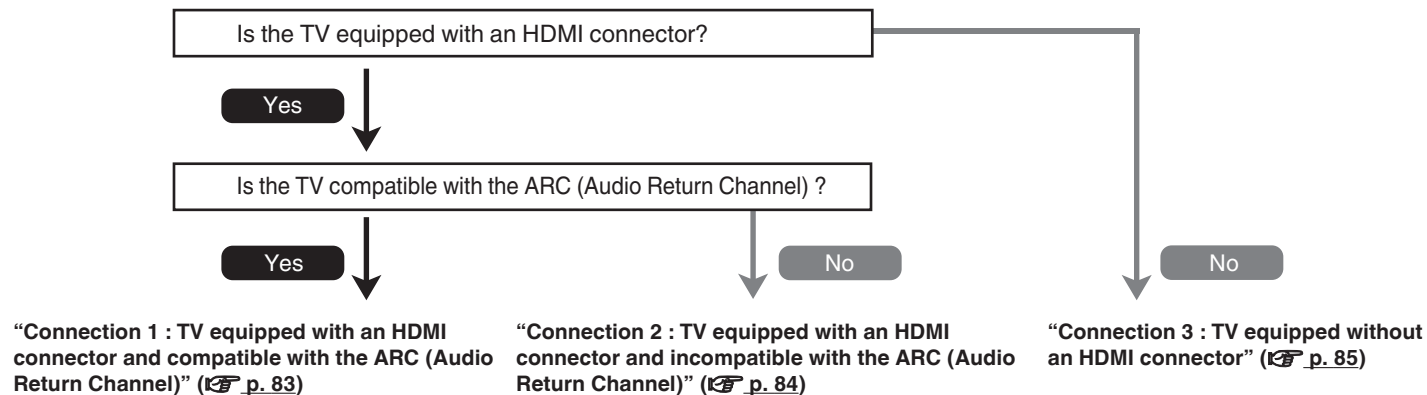 Is the TV equipped with an HDMI connector?
Yes
Is the TV compatible with the ARC (Audio Return Channel) ?
Yes
No
No
“Connection 1 : TV equipped with an HDMI
connector and compatible with the ARC (Audio
Return Channel)” (☞ p. 83)
“Connection 2 : TV equipped with an HDMI
connector and incompatible with the ARC (Audio
Return Channel)” (☞ p. 84)
“Connection 3 : TV equipped without
an HDMI connector” (☞ p. 85)